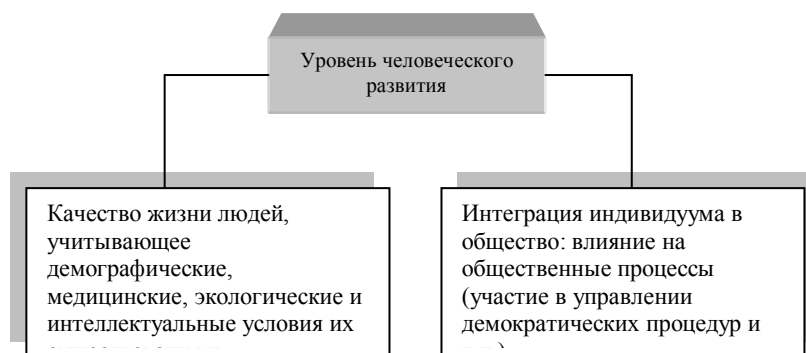 Уровень человеческого
развития
Качество жизни людей,
учитывающее
демографические,
медицинские, экологические и
интеллектуальные условия их
Интеграция индивидуума в
общество: влияние на
общественные процессы
(участие в управлении
демократических процедур и